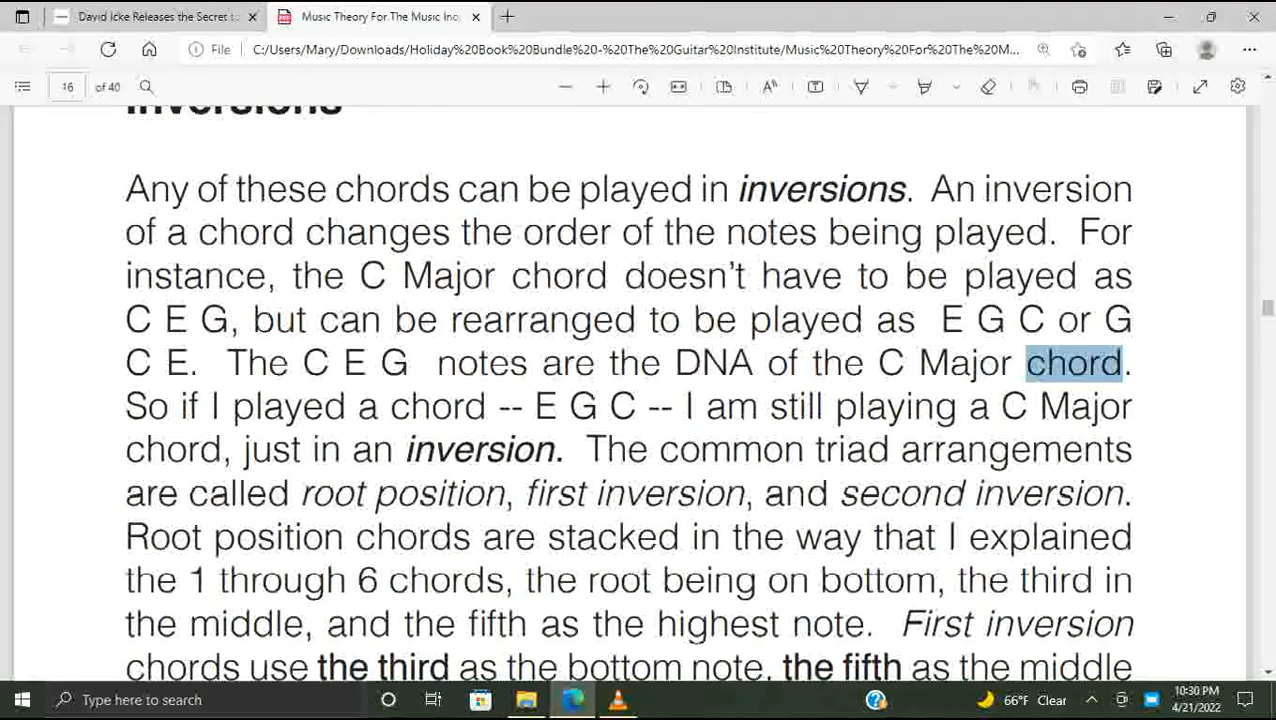 David Icke Releases the Secret to
Music Theory For The Music Inqu
File
C:/Users/Mary/Downloads/Holiday%20Book%20Bundle%20-%20The%20Guitar%20Institute/Music%20Theory%20For%20The%20M...
16 of 40
Inversions
Any of these chords can be played in inversions. An inversion
of a chord changes the order of the notes being played. For
instance, the C Major chord doesn't have to be played as
C E G, but can be rearranged to be played as E G C or G
C E. The C E G notes are the DNA of the C Major chord.
So if I played a chord -- E G C -- I am still playing a C Major
chord, just in an inversion. The common triad arrangements
are called root position, first inversion, and second inversion.
Root position chords are stacked in the way that I explained
the 1 through 6 chords, the root being on bottom, the third in
the middle, and the fifth as the highest note. First inversion
chords use the third as the bottom note, the fifth as the middle
Type here to search
66°F Clear
10:30 PM
4/21/2022